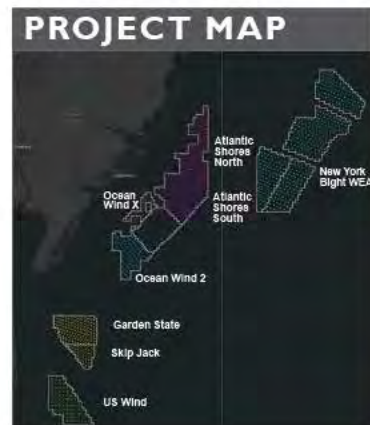 PROJECT MAP
Atlantic
Shores
North
New York
Bight WEA
Ocean
Wind X
Atlantic
Shores
South
Ocean Wind 2
Garden State
Skip Jack
US Wind